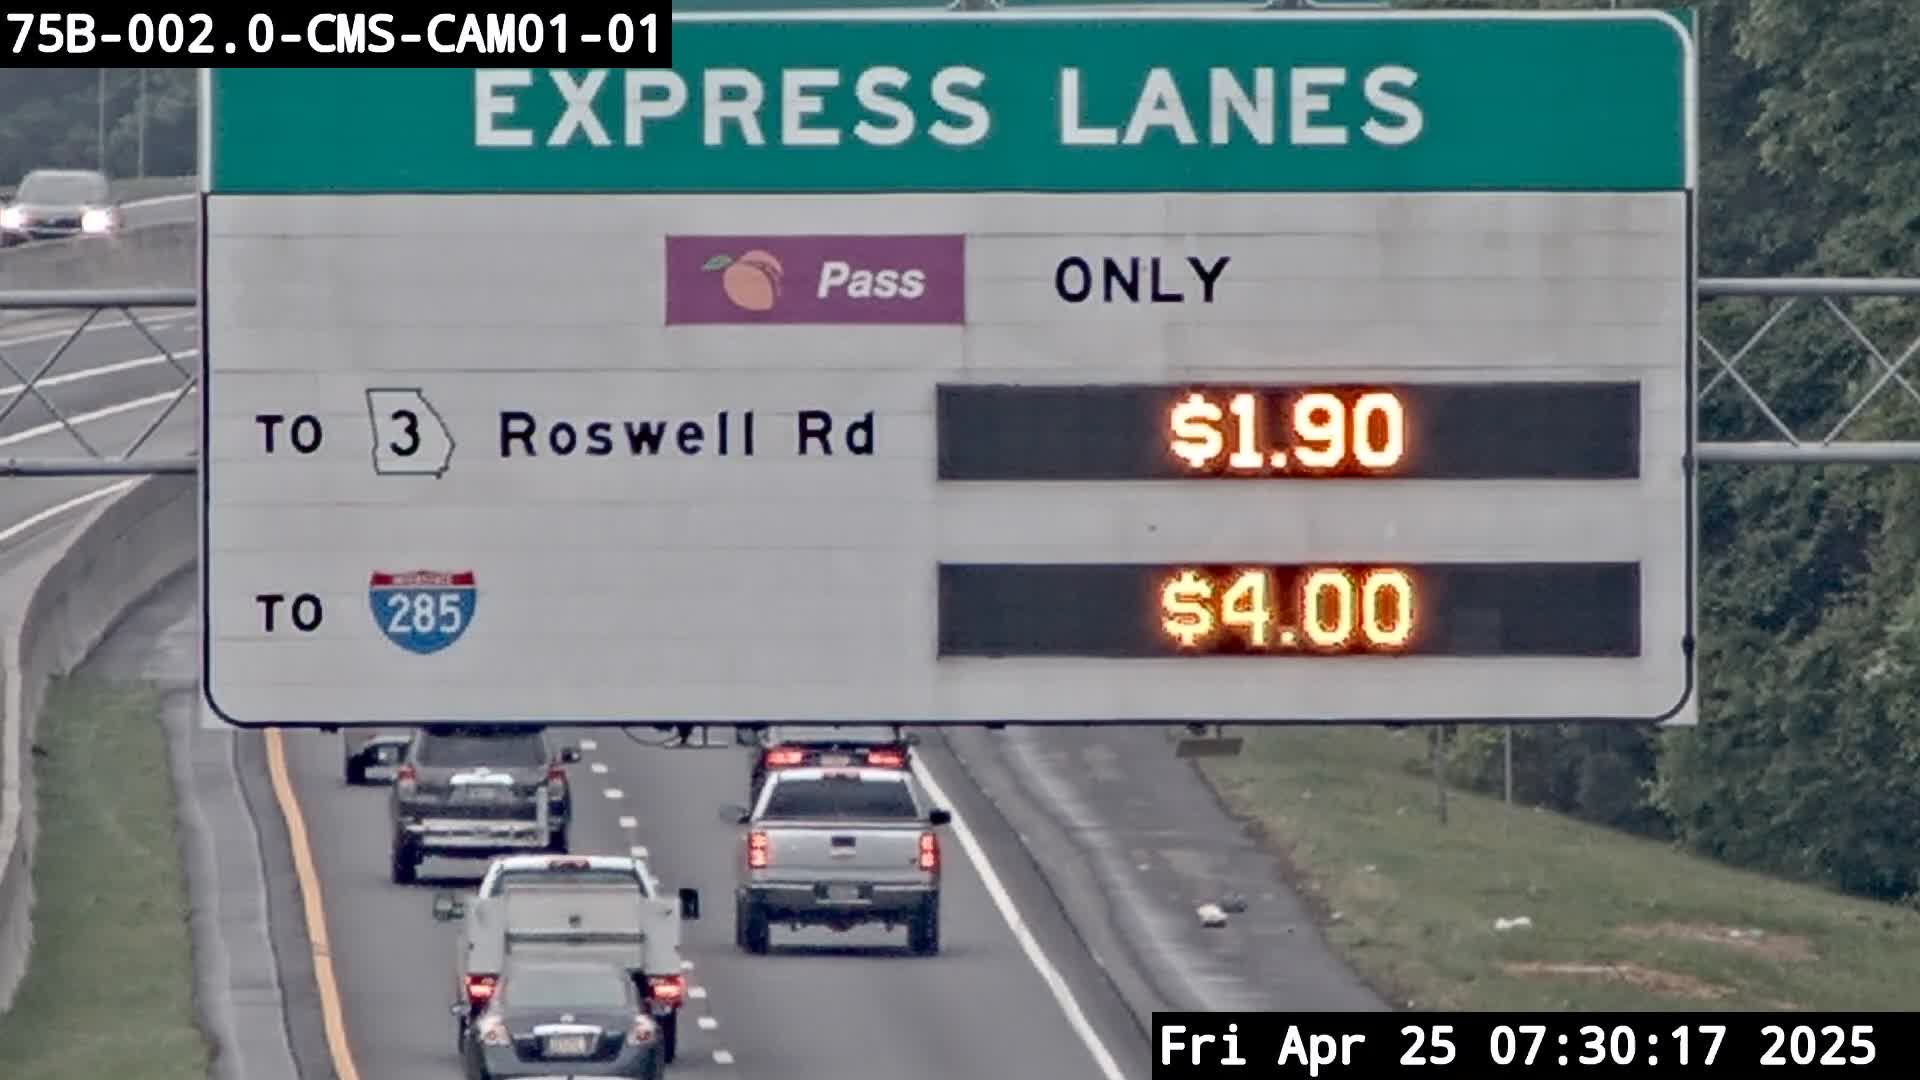 75B-002.0-CMS-CAM01-01
EXPRESS LANES
Pass ONLY
TO 3 Roswell Rd $1.90
INTERSTATE
TO 285 $4.00
Fri Apr 25 07:30:17 2025